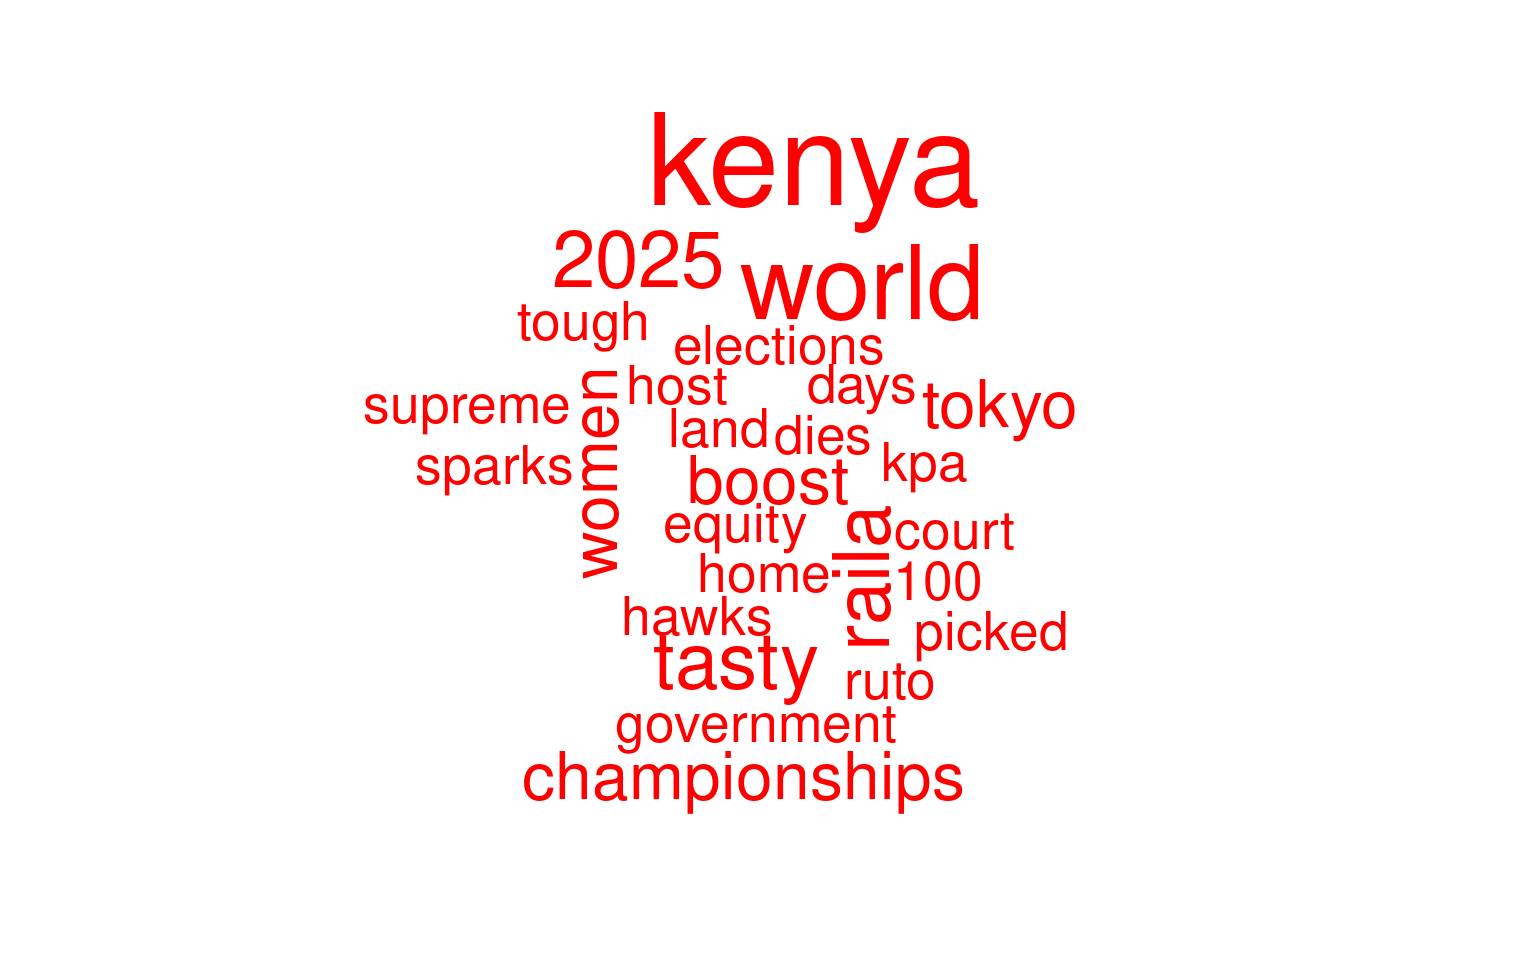 kenya
2025
world
tough
elections
women
host
days
tokyo
supreme
land
dies
sparks
boost
kpa
equity
raila
court
home
100
hawks
picked
tasty
ruto
government
championships